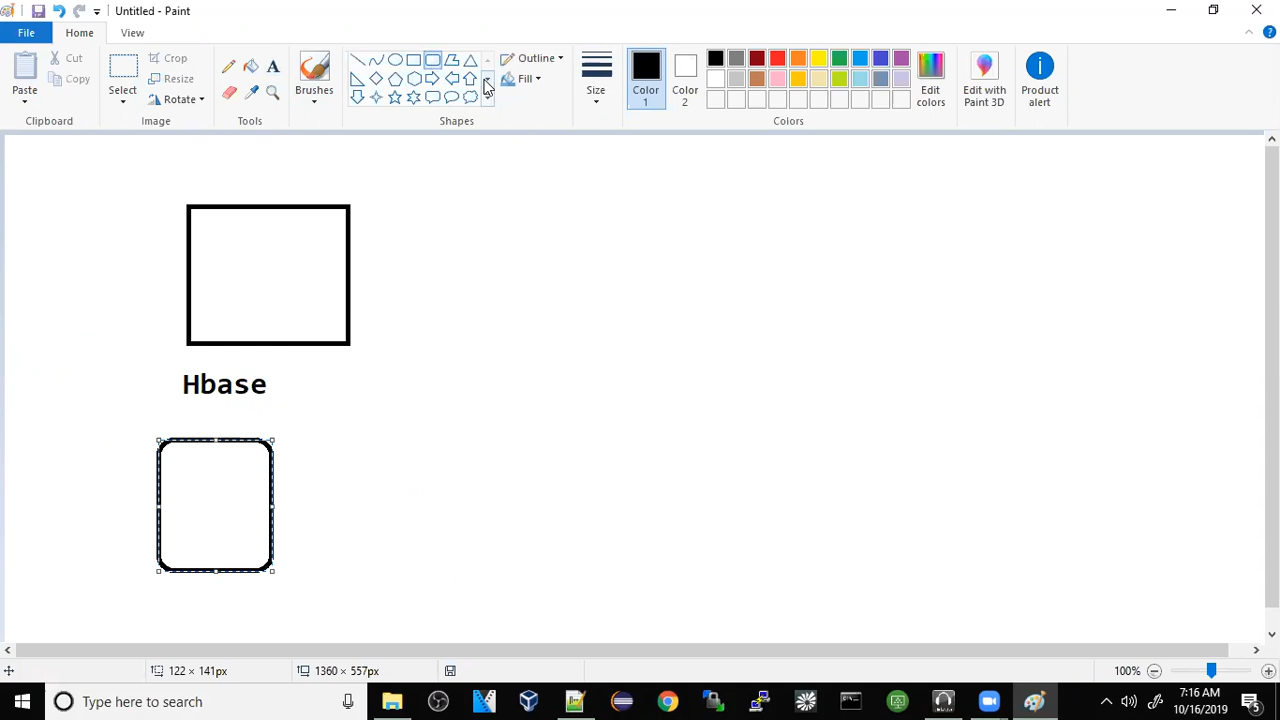 Untitled - Paint
File
Home
View
Paste
Cut
Copy
Clipboard
Select
Crop
Resize
Rotate
Image
Tools
Brushes
Shapes
Outline
Fill
Size
Color 1
Color 2
Edit colors
Colors
Edit with Paint 3D
Product alert
Hbase
122 × 141px
1360 × 557px
100%
Type here to search
7:16 AM
10/16/2019
5